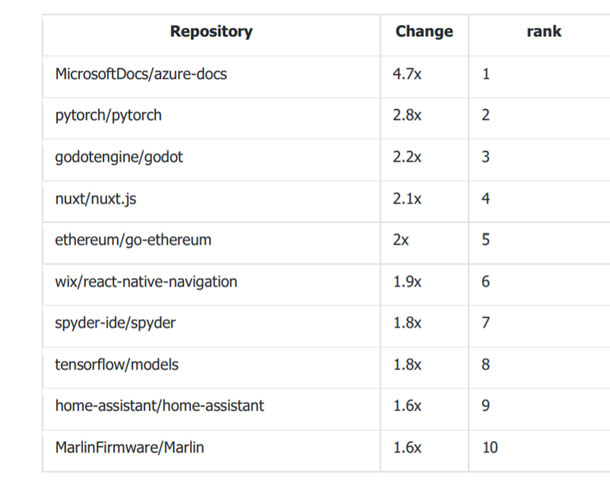 Repository Change rank
MicrosoftDocs/azure-docs 4.7x 1
pytorch/pytorch 2.8x 2
godotengine/godot 2.2x 3
nuxt/nuxt.js 2.1x 4
ethereum/go-ethereum 2x 5
wix/react-native-navigation 1.9x 6
spyder-ide/spyder 1.8x 7
tensorflow/models 1.8x 8
home-assistant/home-assistant 1.6x 9
MarlinFirmware/Marlin 1.6x 10